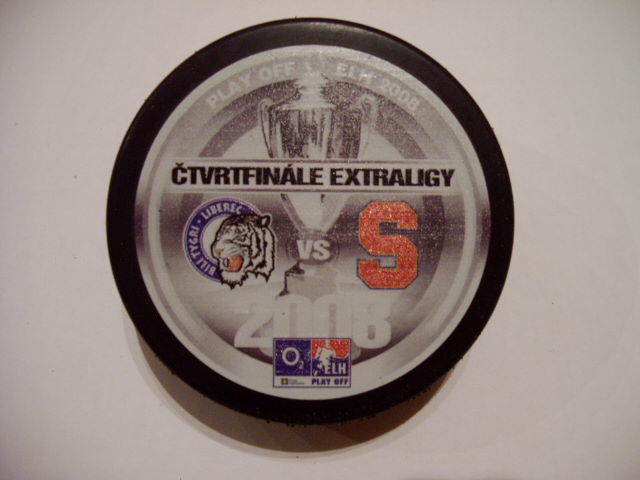 PLAY OFF ELH 2008
ČTVRTFINÁLE EXTRALIGY
BÍLÍ TYGŘI - LIBEREC
VS
S
2008
O2
ELH
PLAY OFF